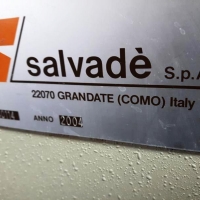 salvadè S.p.A
22070 GRANDATE (COMO) Italy
ANNO 2004